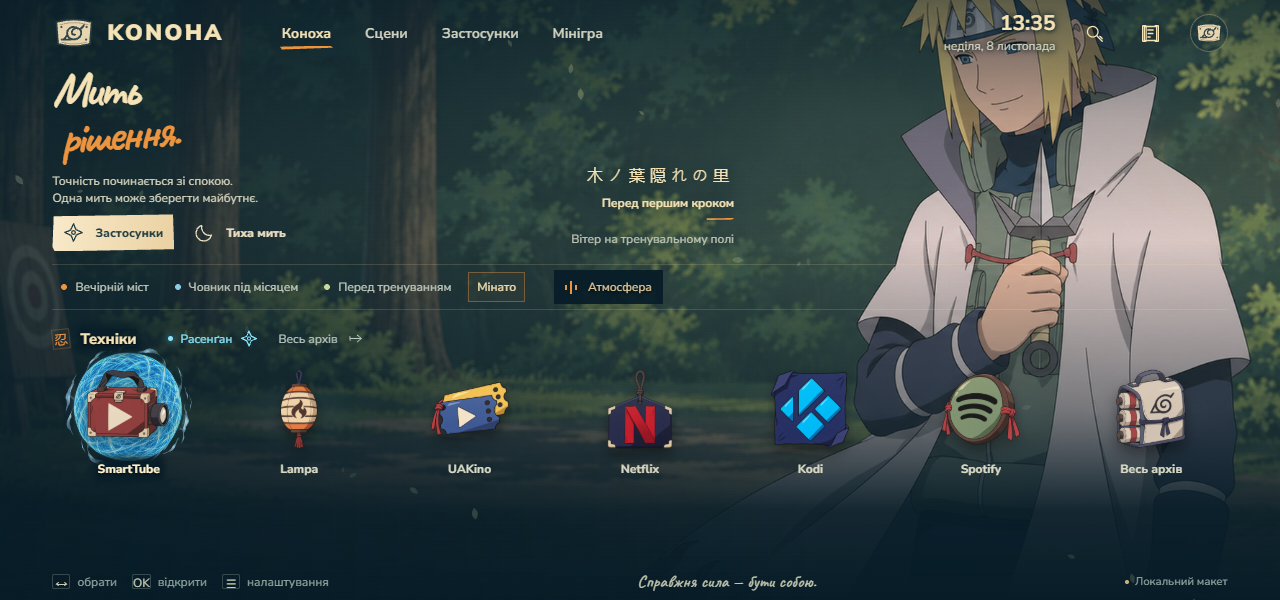 KONOHA
Коноха
Сцени
Застосунки
Мінігра
13:35
неділя, 8 листопада
Мить
рішення.
Точність починається зі спокою.
Одна мить може зберегти майбутнє.
Застосунки
Тиха мить
木ノ葉隠れの里
Перед першим кроком
Вітер на тренувальному полі
Вечірній міст
Човник під місяцем
Перед тренуванням
Мінато
Атмосфера
忍
Техніки
Расенґан
Весь архів
SmartTube
Lampa
UAKino
N
Netflix
Kodi
Spotify
Весь архів
обрати
OK
відкрити
налаштування
Справжня сила — бути собою.
Локальний макет